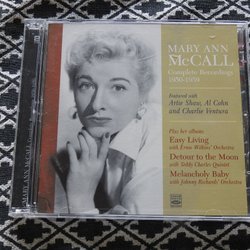 MARY ANN
McCALL
Complete Recordings
1950-1959
Featured with
Artie Shaw, Al Cohn
and Charlie Ventura
Plus her albums
Easy Living
with Ernie Wilkins' Orchestra
Detour to the Moon
with Teddy Charles Quintet
Melancholy Baby
with Johnny Richards' Orchestra